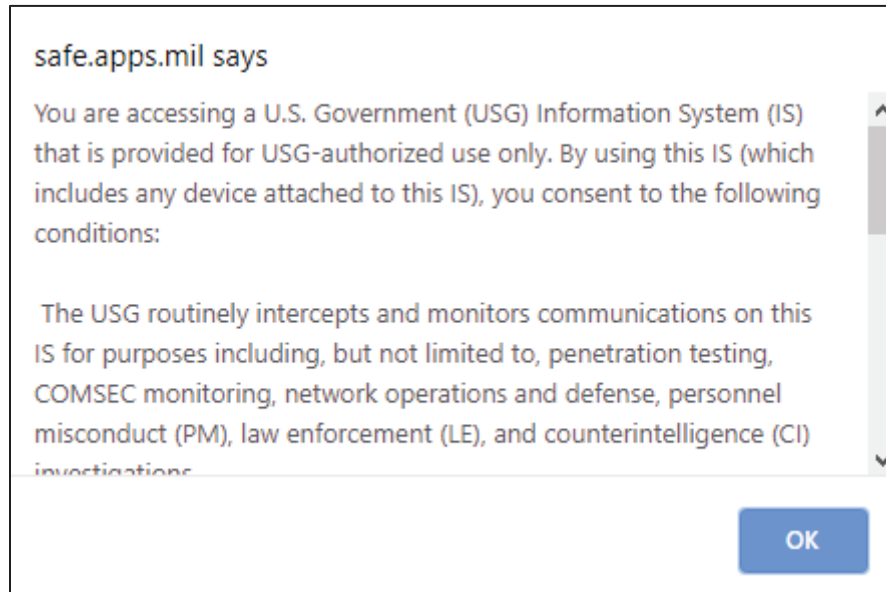 safe.apps.mil says
You are accessing a U.S. Government (USG) Information System (IS)
that is provided for USG-authorized use only. By using this IS (which
includes any device attached to this IS), you consent to the following
conditions:
The USG routinely intercepts and monitors communications on this
IS for purposes including, but not limited to, penetration testing,
COMSEC monitoring, network operations and defense, personnel
misconduct (PM), law enforcement (LE), and counterintelligence (CI)
investigations
OK